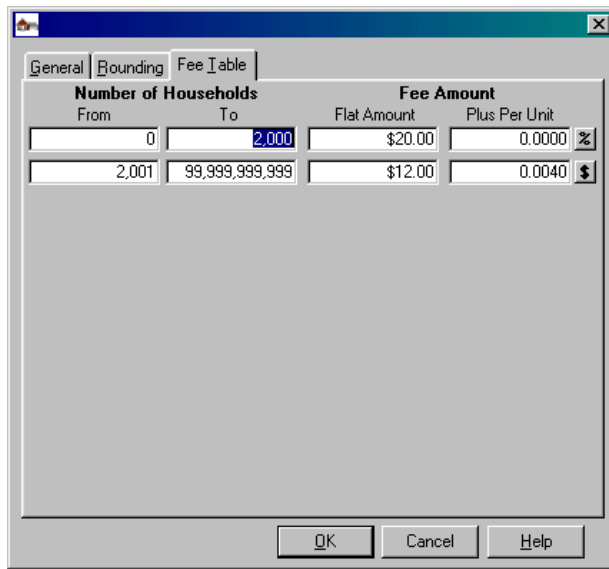 General Rounding Fee Table
Number of Households Fee Amount
From To Flat Amount Plus Per Unit
0 2,000 $20.00 0.0000 %
2,001 99,999,999,999 $12.00 0.0040 $
OK Cancel Help